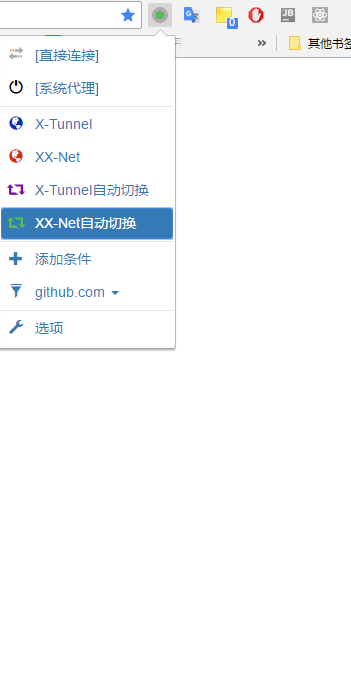 G
0
JB
» 其他书签
[直接连接]
[系统代理]
X-Tunnel
XX-Net
X-Tunnel自动切换
XX-Net自动切换
添加条件
github.com
选项